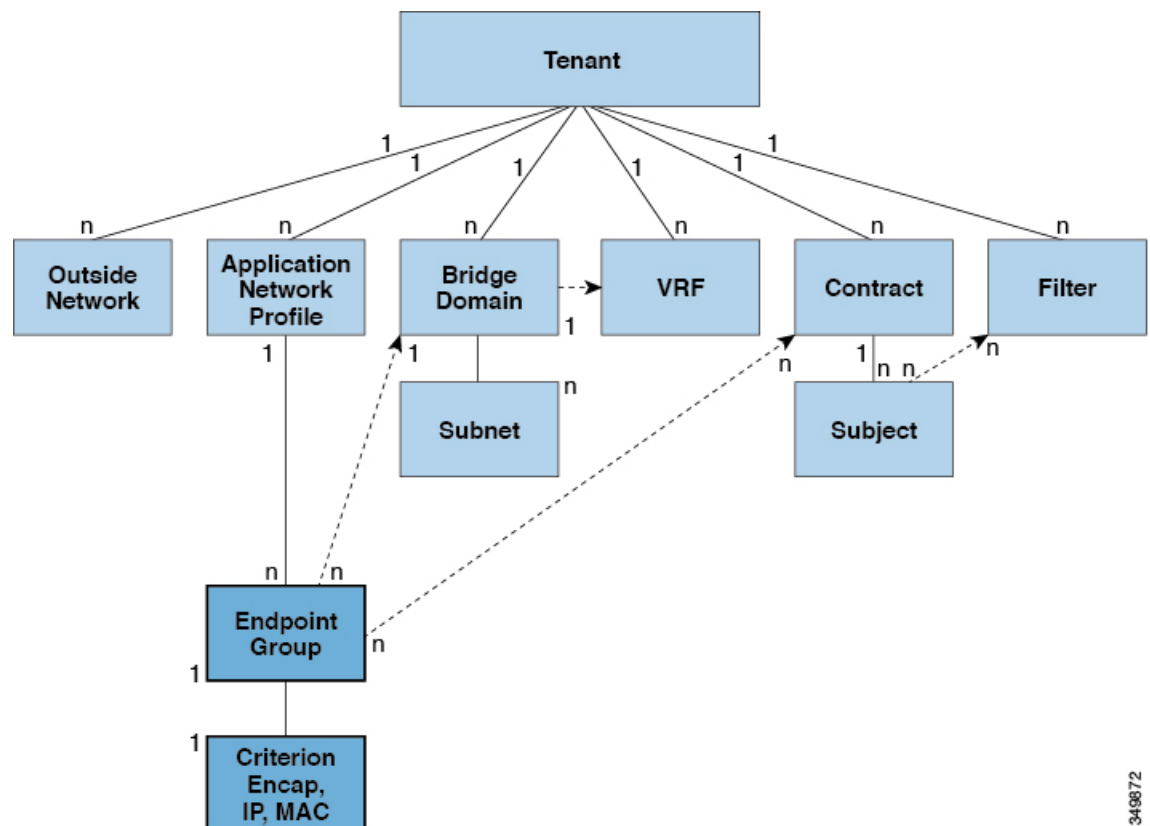 Tenant
1
1
1
1
1
1
n
n
n
n
n
n
Outside
Network
Application
Network
Profile
Bridge
Domain
VRF
Contract
Filter
1
1
1
n
1
n
n
n
n
Subnet
Subject
n
n
Endpoint
Group
n
1
1
Criterion
Encap,
IP, MAC
349872